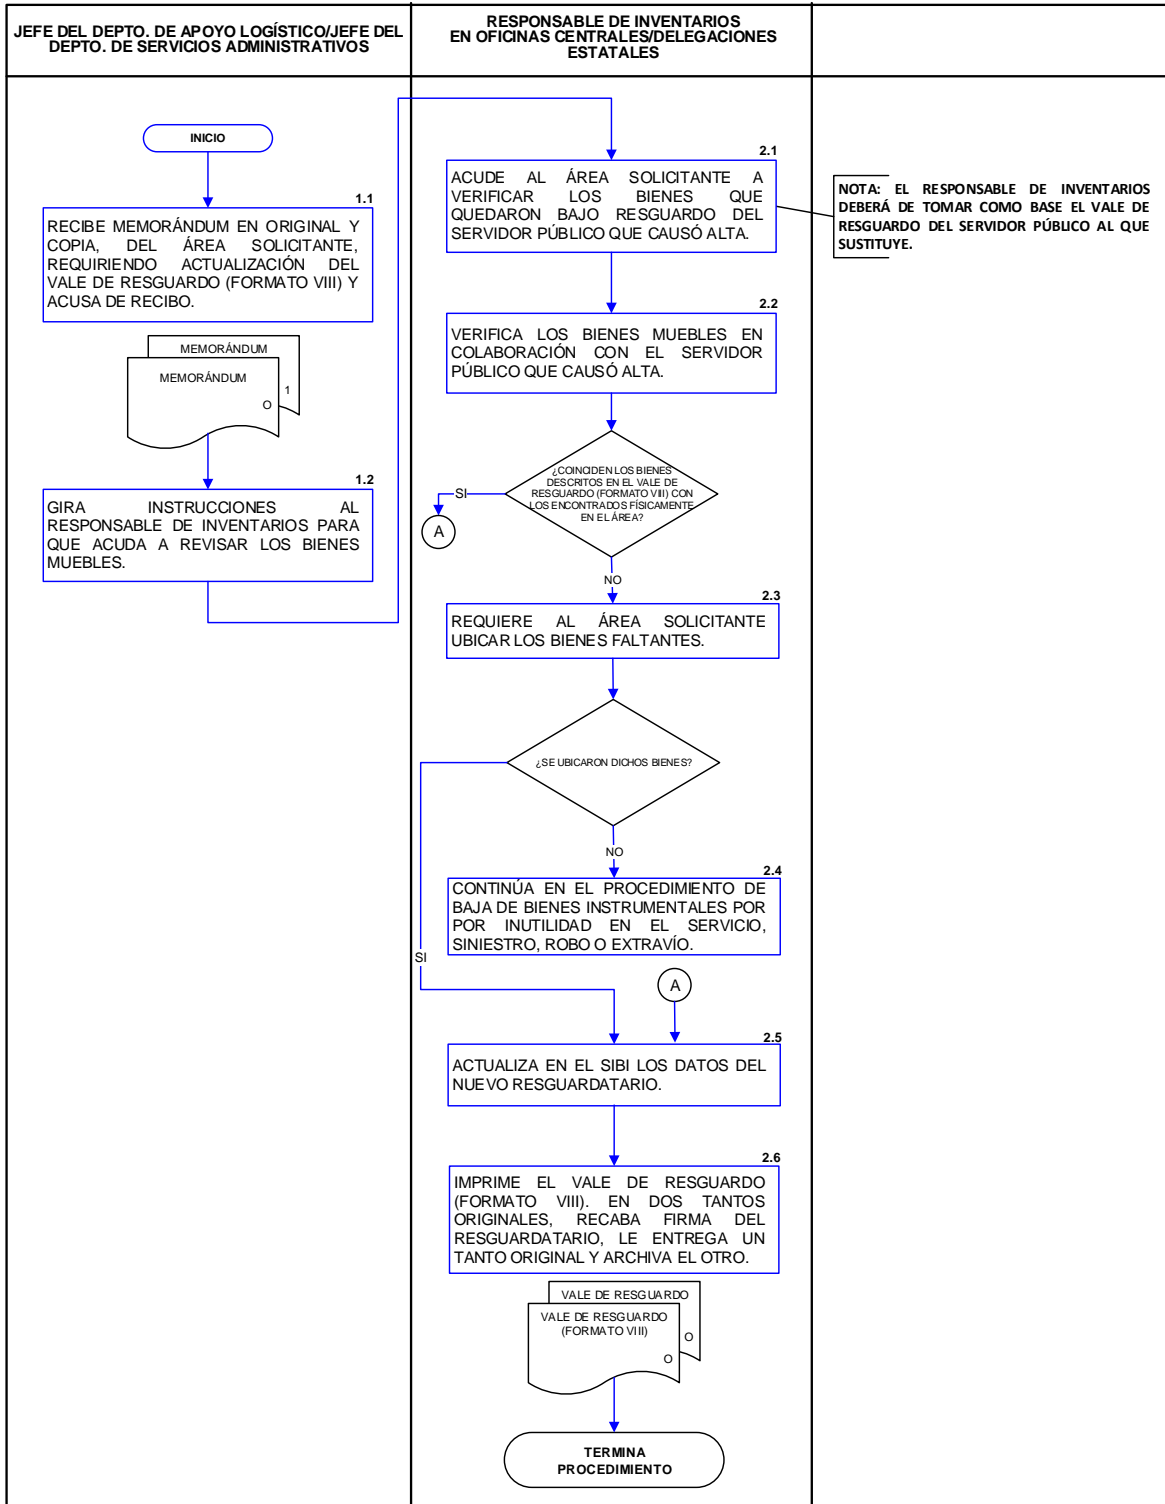 JEFE DEL DEPTO. DE APOYO LOGÍSTICO/JEFE DEL
DEPTO. DE SERVICIOS ADMINISTRATIVOS
RESPONSABLE DE INVENTARIOS
EN OFICINAS CENTRALES/DELEGACIONES
ESTATALES
INICIO
1.1
RECIBE MEMORÁNDUM EN ORIGINAL Y
COPIA, DEL ÁREA SOLICITANTE,
REQUIRIENDO ACTUALIZACIÓN DEL
VALE DE RESGUARDO (FORMATO VIII) Y
ACUSA DE RECIBO.
MEMORÁNDUM
1
MEMORÁNDUM
O
1.2
GIRA INSTRUCCIONES AL
RESPONSABLE DE INVENTARIOS PARA
QUE ACUDA A REVISAR LOS BIENES
MUEBLES.
2.1
ACUDE AL ÁREA SOLICITANTE A
VERIFICAR LOS BIENES QUE
QUEDARON BAJO RESGUARDO DEL
SERVIDOR PÚBLICO QUE CAUSÓ ALTA.
NOTA: EL RESPONSABLE DE INVENTARIOS
DEBERÁ DE TOMAR COMO BASE EL VALE DE
RESGUARDO DEL SERVIDOR PÚBLICO AL QUE
SUSTITUYE.
2.2
VERIFICA LOS BIENES MUEBLES EN
COLABORACIÓN CON EL SERVIDOR
PÚBLICO QUE CAUSÓ ALTA.
¿COINCIDEN LOS BIENES
DESCRITOS EN EL VALE DE
RESGUARDO (FORMATO VIII) CON
LOS ENCONTRADOS FÍSICAMENTE
EN EL ÁREA?
SI
A
NO
2.3
REQUIERE AL ÁREA SOLICITANTE
UBICAR LOS BIENES FALTANTES.
¿SE UBICARON DICHOS BIENES?
NO
SI
2.4
CONTINÚA EN EL PROCEDIMIENTO DE
BAJA DE BIENES INSTRUMENTALES POR
POR INUTILIDAD EN EL SERVICIO,
SINIESTRO, ROBO O EXTRAVÍO.
A
2.5
ACTUALIZA EN EL SIBI LOS DATOS DEL
NUEVO RESGUARDATARIO.
2.6
IMPRIME EL VALE DE RESGUARDO
(FORMATO VIII). EN DOS TANTOS
ORIGINALES, RECABA FIRMA DEL
RESGUARDATARIO, LE ENTREGA UN
TANTO ORIGINAL Y ARCHIVA EL OTRO.
VALE DE RESGUARDO
O
VALE DE RESGUARDO
(FORMATO VIII)
O
TERMINA
PROCEDIMIENTO